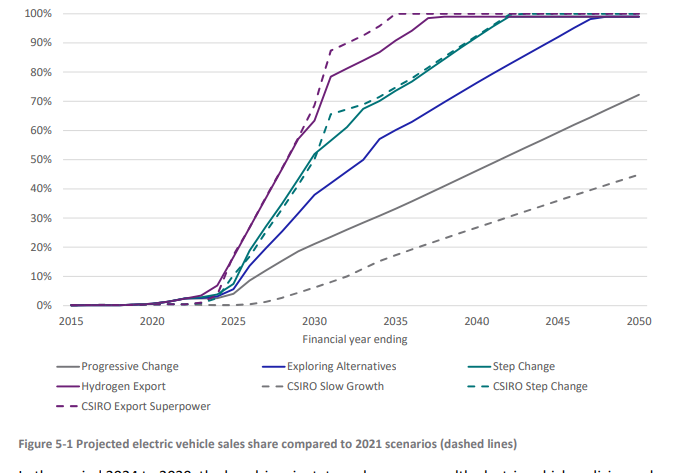 100%
90%
80%
70%
60%
50%
40%
30%
20%
10%
0%
2015 2020 2025 2030 2035 2040 2045 2050
Financial year ending
Progressive Change Exploring Alternatives Step Change
Hydrogen Export CSIRO Slow Growth CSIRO Step Change
CSIRO Export Superpower
Figure 5-1 Projected electric vehicle sales share compared to 2021 scenarios (dashed lines)